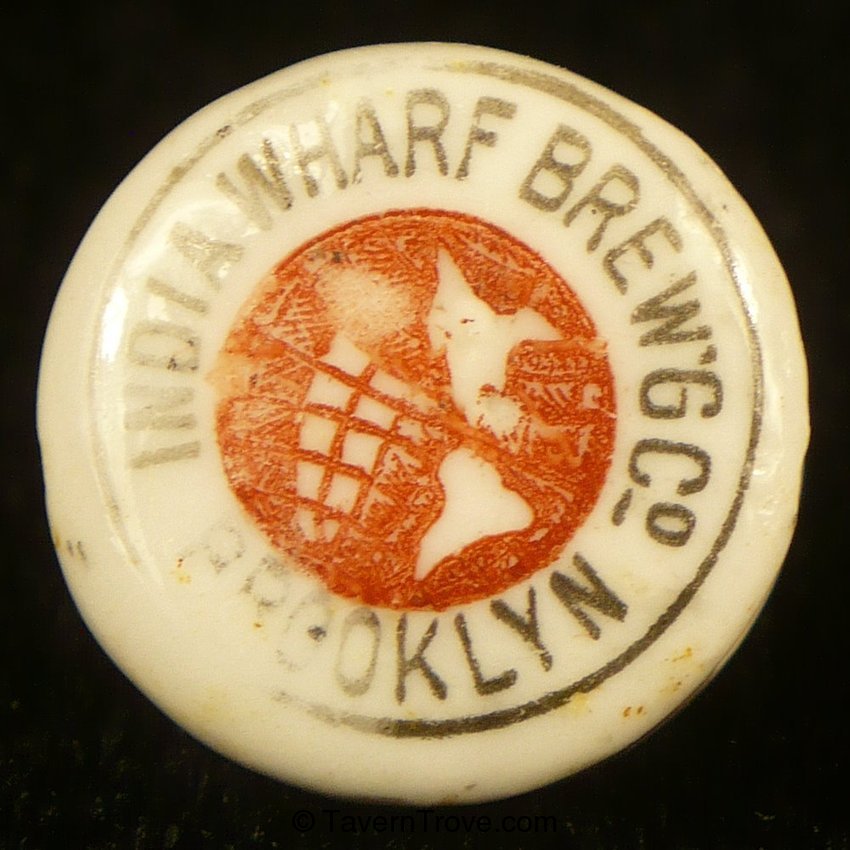 INDIA WHARF BREW'G Co
BROOKLYN
© TavernTrove.com